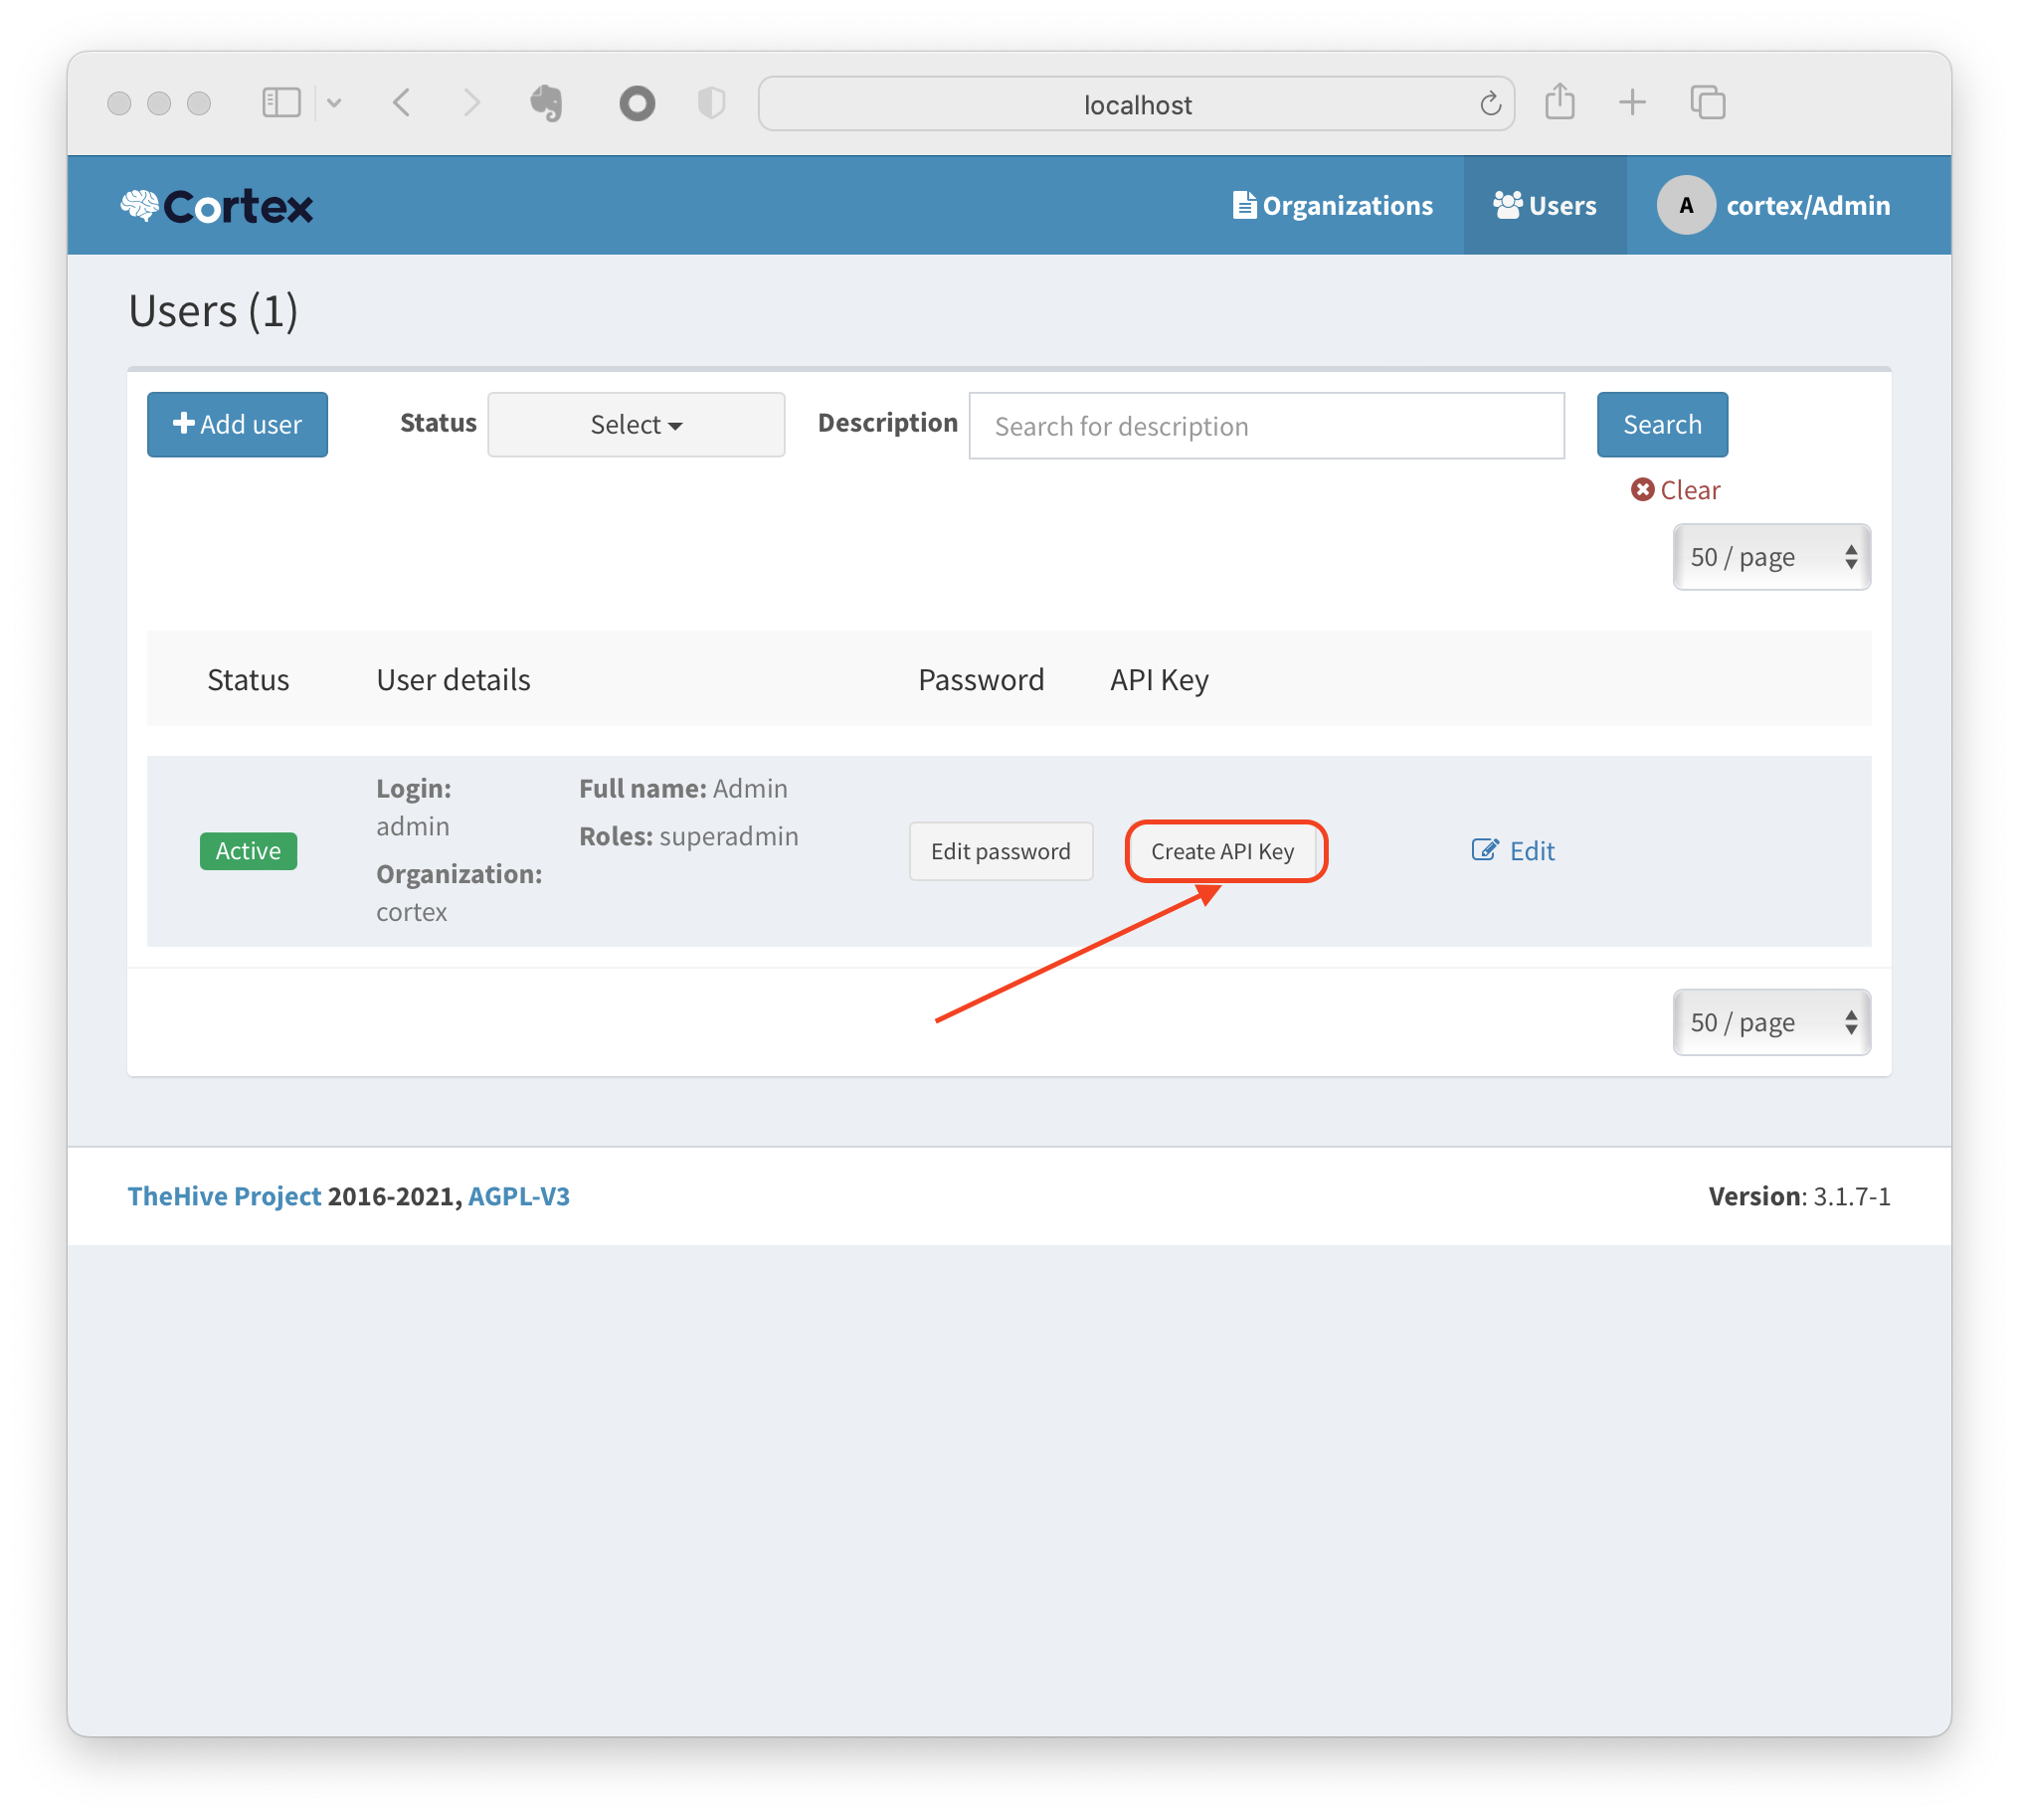 localhost
Cortex
Organizations
Users
A
cortex/Admin
Users (1)
Add user
Status
Select
Description
Search for description
Search
Clear
50 / page
Status
User details
Password
API Key
Active
Login:
admin
Organization:
cortex
Full name: Admin
Roles: superadmin
Edit password
Create API Key
Edit
50 / page
TheHive Project 2016-2021, AGPL-V3
Version: 3.1.7-1